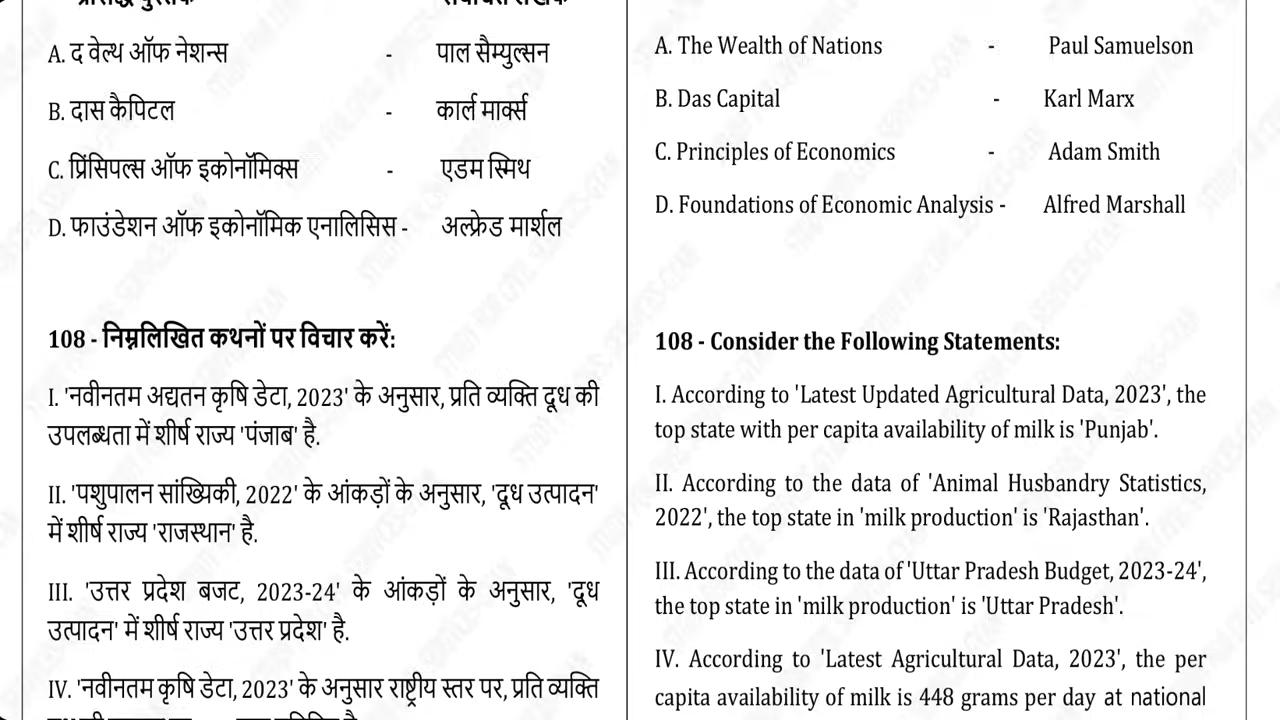 प्रसिद्ध पुस्तक संबंधित लेखक
A. द वेल्थ ऑफ नेशन्स - पाल सैम्युल्सन
B. दास कैपिटल - कार्ल मार्क्स
C. प्रिंसिपल्स ऑफ इकोनॉमिक्स - एडम स्मिथ
D. फाउंडेशन ऑफ इकोनॉमिक एनालिसिस - अल्फ्रेड मार्शल
108 - निम्नलिखित कथनों पर विचार करें:
I. 'नवीनतम अद्यतन कृषि डेटा, 2023' के अनुसार, प्रति व्यक्ति दूध की
उपलब्धता में शीर्ष राज्य 'पंजाब' है.
II. 'पशुपालन सांख्यिकी, 2022' के आंकड़ों के अनुसार, 'दूध उत्पादन'
में शीर्ष राज्य 'राजस्थान' है.
III. 'उत्तर प्रदेश बजट, 2023-24' के आंकड़ों के अनुसार, 'दूध
उत्पादन' में शीर्ष राज्य 'उत्तर प्रदेश' है.
IV. 'नवीनतम कृषि डेटा, 2023' के अनुसार राष्ट्रीय स्तर पर, प्रति व्यक्ति
A. The Wealth of Nations - Paul Samuelson
B. Das Capital - Karl Marx
C. Principles of Economics - Adam Smith
D. Foundations of Economic Analysis - Alfred Marshall
108 - Consider the Following Statements:
I. According to 'Latest Updated Agricultural Data, 2023', the
top state with per capita availability of milk is 'Punjab'.
II. According to the data of 'Animal Husbandry Statistics,
2022', the top state in 'milk production' is 'Rajasthan'.
III. According to the data of 'Uttar Pradesh Budget, 2023-24',
the top state in 'milk production' is 'Uttar Pradesh'.
IV. According to 'Latest Agricultural Data, 2023', the per
capita availability of milk is 448 grams per day at national